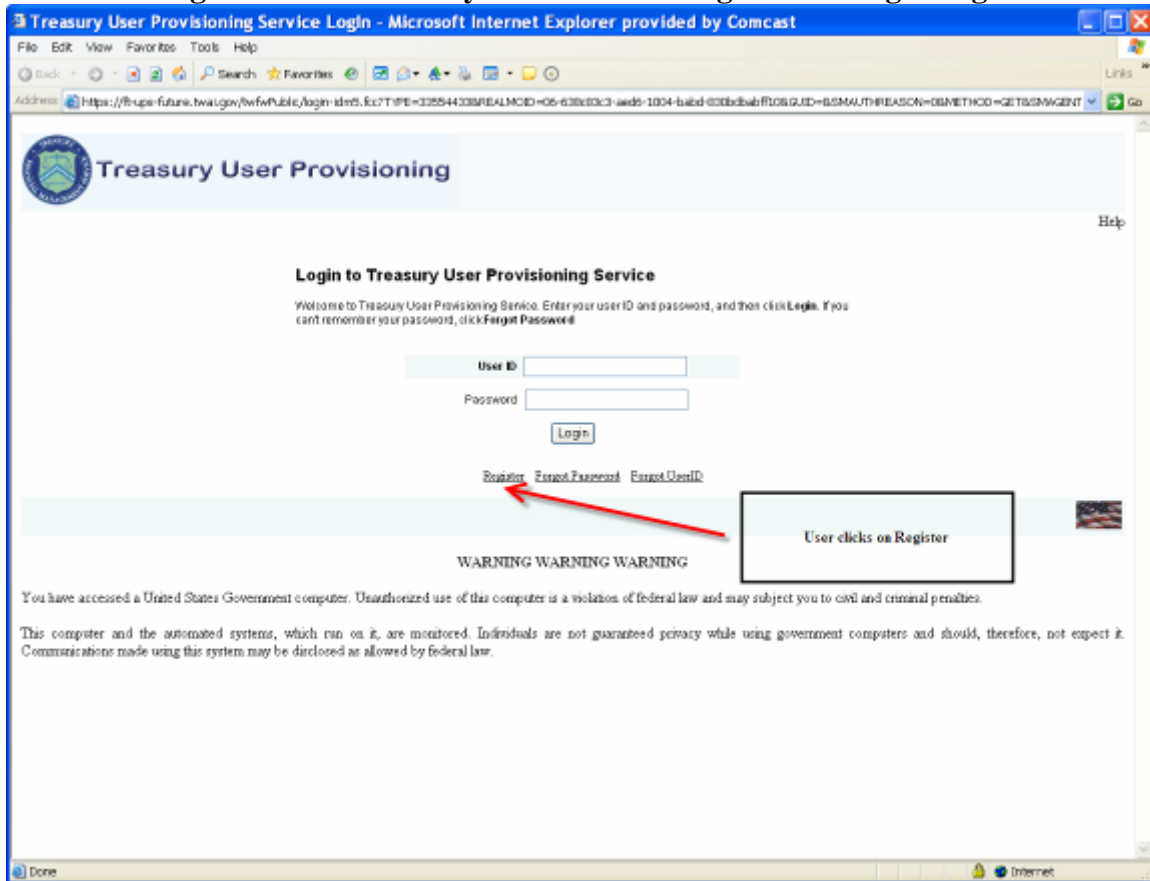 Treasury User Provisioning Service Login - Microsoft Internet Explorer provided by Comcast
File Edit View Favorites Tools Help
Back Search Favorites Links
Address Go
Treasury User Provisioning
Help
Login to Treasury User Provisioning Service
Welcome to Treasury User Provisioning Service. Enter your user ID and password, and then click Login. If you
can't remember your password, click Forgot Password
User ID
Password
Login
Register Forgot Password Forgot UserID
User clicks on Register
WARNING WARNING WARNING
You have accessed a United States Government computer. Unauthorized use of this computer is a violation of federal law and may subject you to civil and criminal penalties.
This computer and the automated systems, which run on it, are monitored. Individuals are not guaranteed privacy while using government computers and should, therefore, not expect it.
Communications made using this system may be disclosed as allowed by federal law.
Done Internet